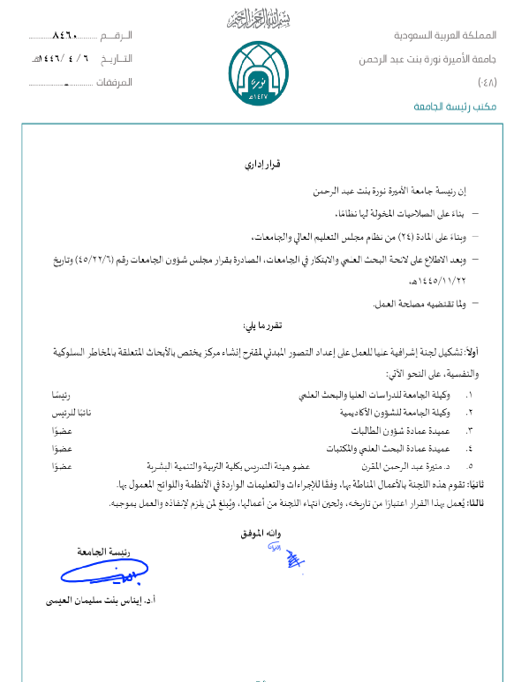 بسم الله الرحمن الرحيم
المملكة العربية السعودية
جامعة الأميرة نورة بنت عبد الرحمن
(٠٤٨)
مكتب رئيسة الجامعة
الـرقــم ............٨٤٦٠............
التــاريـخ ٦ / ٤ / ١٤٤٦هـ
المرفقات ............-............
نورة
١٤٢٧هـ
قرار إداري
إن رئيسة جامعة الأميرة نورة بنت عبد الرحمن
– بناءً على الصلاحيات المخولة لها نظامًا،
– وبناءً على المادة (٢٤) من نظام مجلس التعليم العالي والجامعات،
– وبعد الاطلاع على لائحة البحث العلمي والابتكار في الجامعات، الصادرة بقرار مجلس شؤون الجامعات رقم (٤٥/٢٢/٦) وتاريخ
١٤٤٥/١١/٢٢هـ،
– ولما تقتضيه مصلحة العمل.
تقرر ما يلي:
أولًا: تشكيل لجنة إشرافية عليا للعمل على إعداد التصور المبدئي لمقترح إنشاء مركز يختص بالأبحاث المتعلقة بالمخاطر السلوكية
والنفسية، على النحو الآتي:
١. وكيلة الجامعة للدراسات العليا والبحث العلمي رئيسًا
٢. وكيلة الجامعة للشؤون الأكاديمية نائبًا للرئيس
٣. عميدة عمادة شؤون الطالبات عضوًا
٤. عميدة عمادة البحث العلمي والمكتبات عضوًا
٥. د. منيرة عبد الرحمن المقرن عضو هيئة التدريس بكلية التربية والتنمية البشرية عضوًا
ثانيًا: تقوم هذه اللجنة بالأعمال المناطة بها، وفقًا للإجراءات والتعليمات الواردة في الأنظمة واللوائح المعمول بها.
ثالثًا: يُعمل بهذا القرار اعتبارًا من تاريخه، ولحين انتهاء اللجنة من أعمالها، ويُبلغ لمن يلزم لإنفاذه والعمل بموجبه.
والله الموفق
رئيسة الجامعة
أ.د. إيناس بنت سليمان العيسى